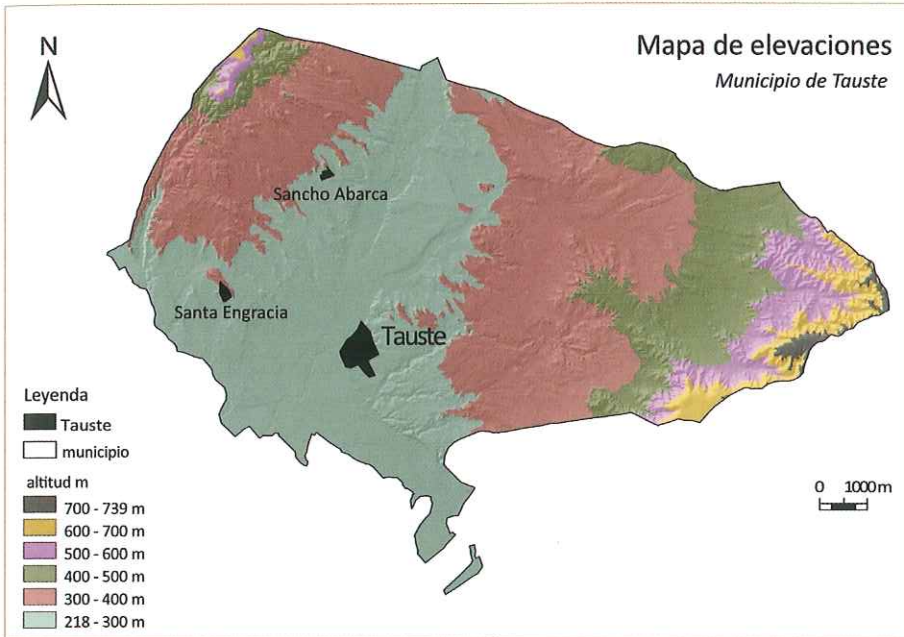 N
Mapa de elevaciones
Municipio de Tauste
Sancho Abarca
Santa Engracia
Tauste
Leyenda
Tauste
municipio
altitud m
700 - 739 m
600 - 700 m
500 - 600 m
400 - 500 m
300 - 400 m
218 - 300 m
0 1000 m